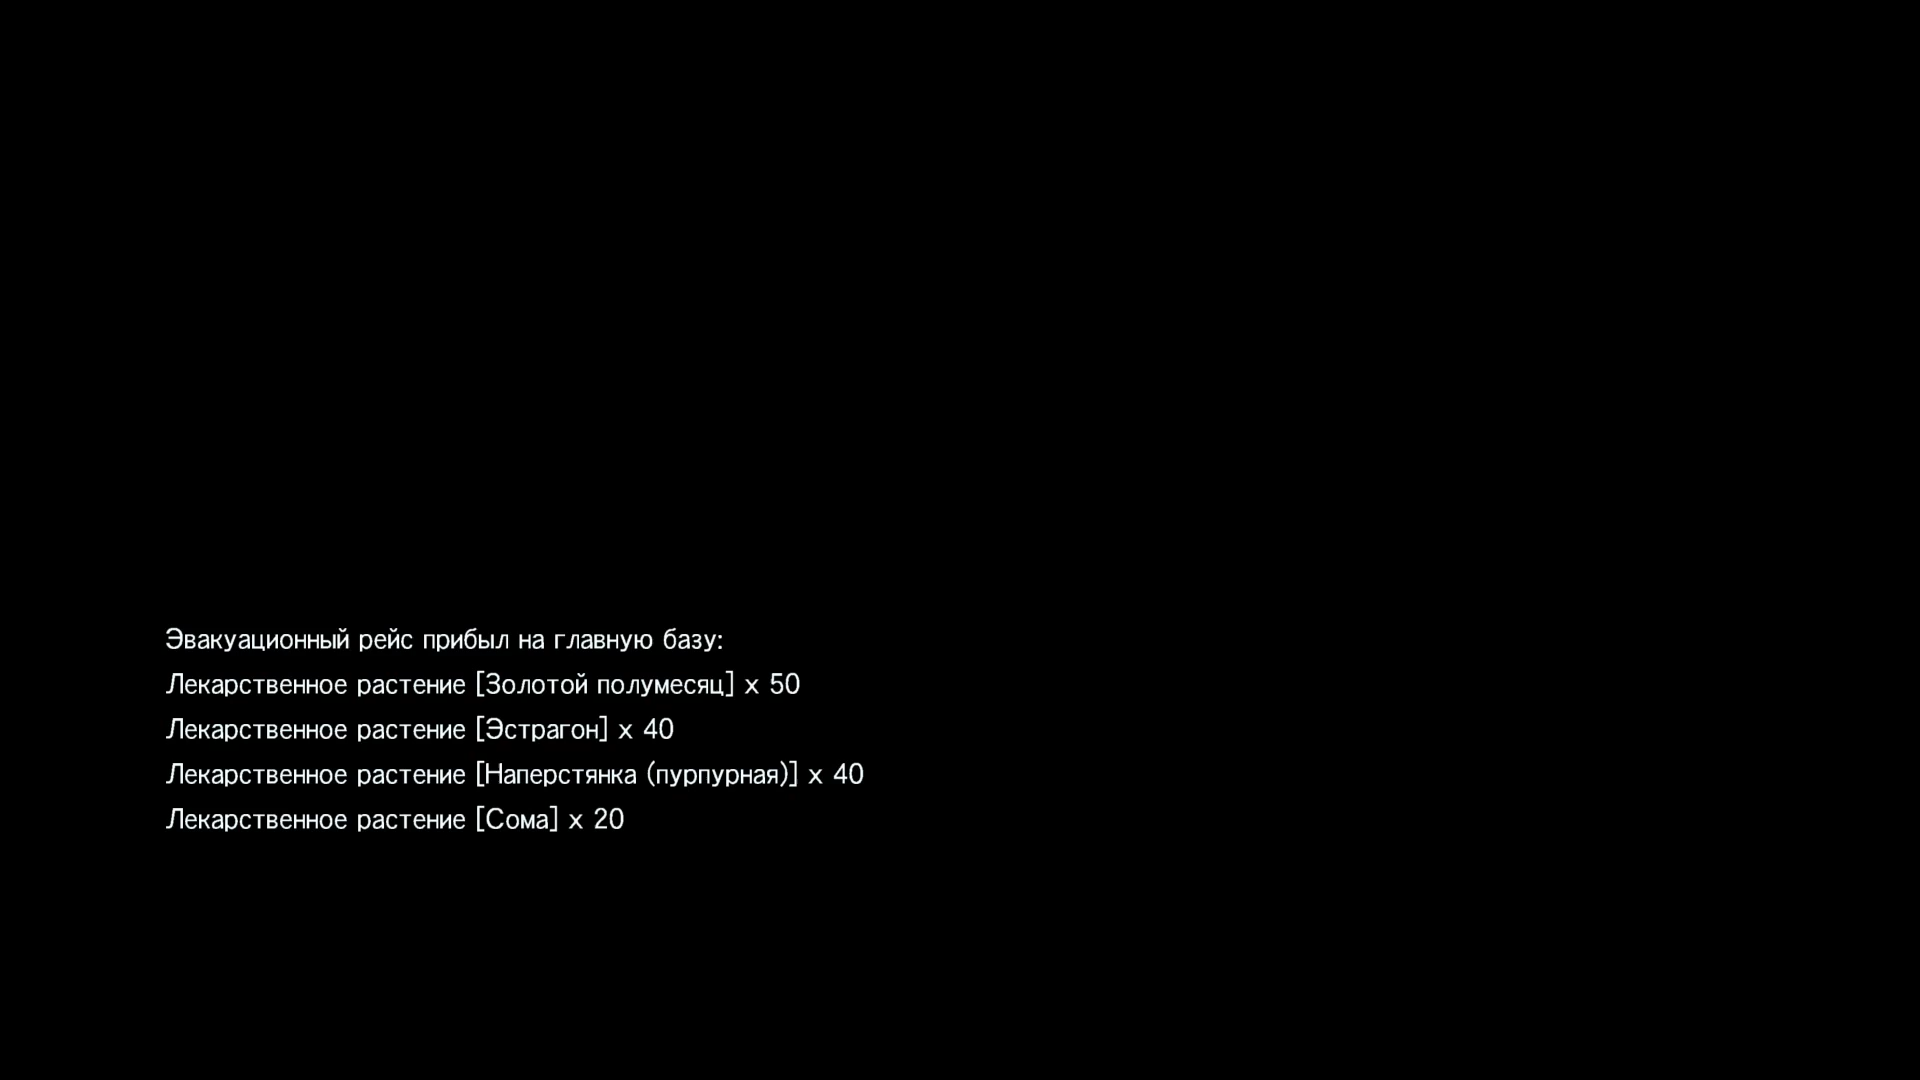 Эвакуационный рейс прибыл на главную базу:
Лекарственное растение [Золотой полумесяц] x 50
Лекарственное растение [Эстрагон] x 40
Лекарственное растение [Наперстянка (пурпурная)] x 40
Лекарственное растение [Сома] x 20